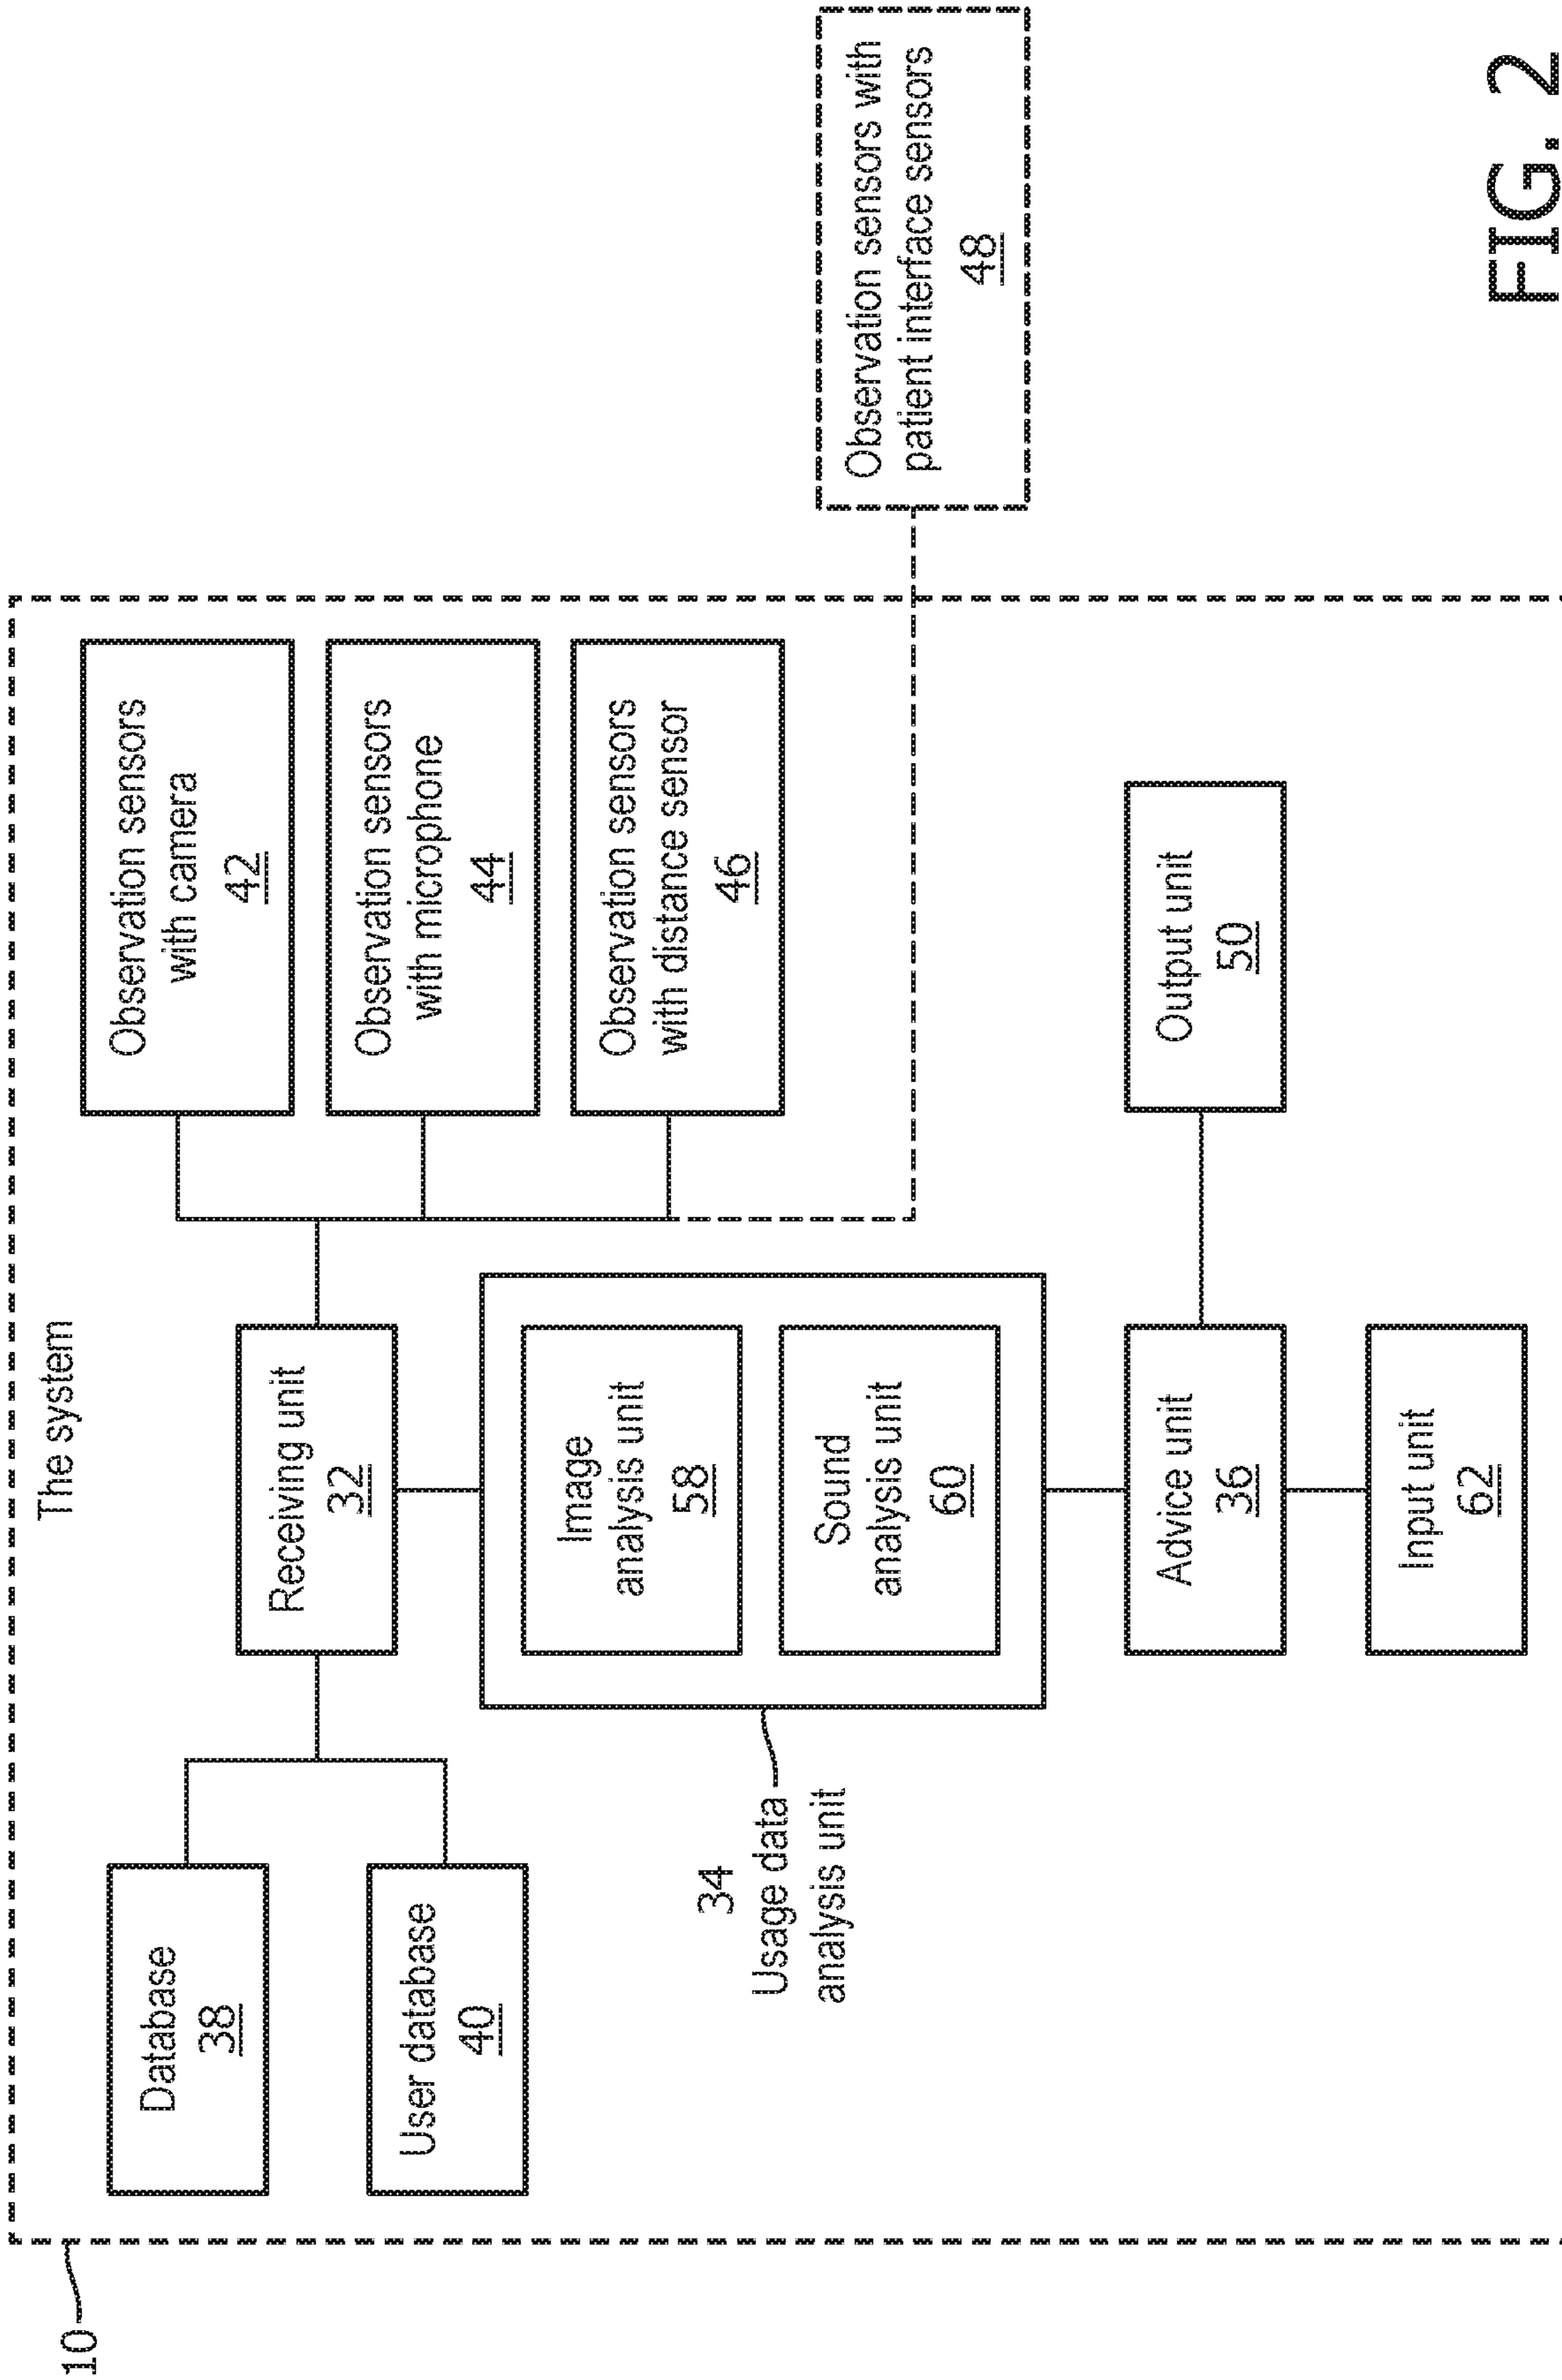 10
The system
Database
38
User database
40
Receiving unit
32
Observation sensors
with camera
42
Observation sensors
with microphone
44
Observation sensors
with distance sensor
46
Observation sensors with
patient interface sensors
48
34
Usage data
analysis unit
Image
analysis unit
58
Sound
analysis unit
60
Advice unit
36
Output unit
50
Input unit
62
FIG. 2